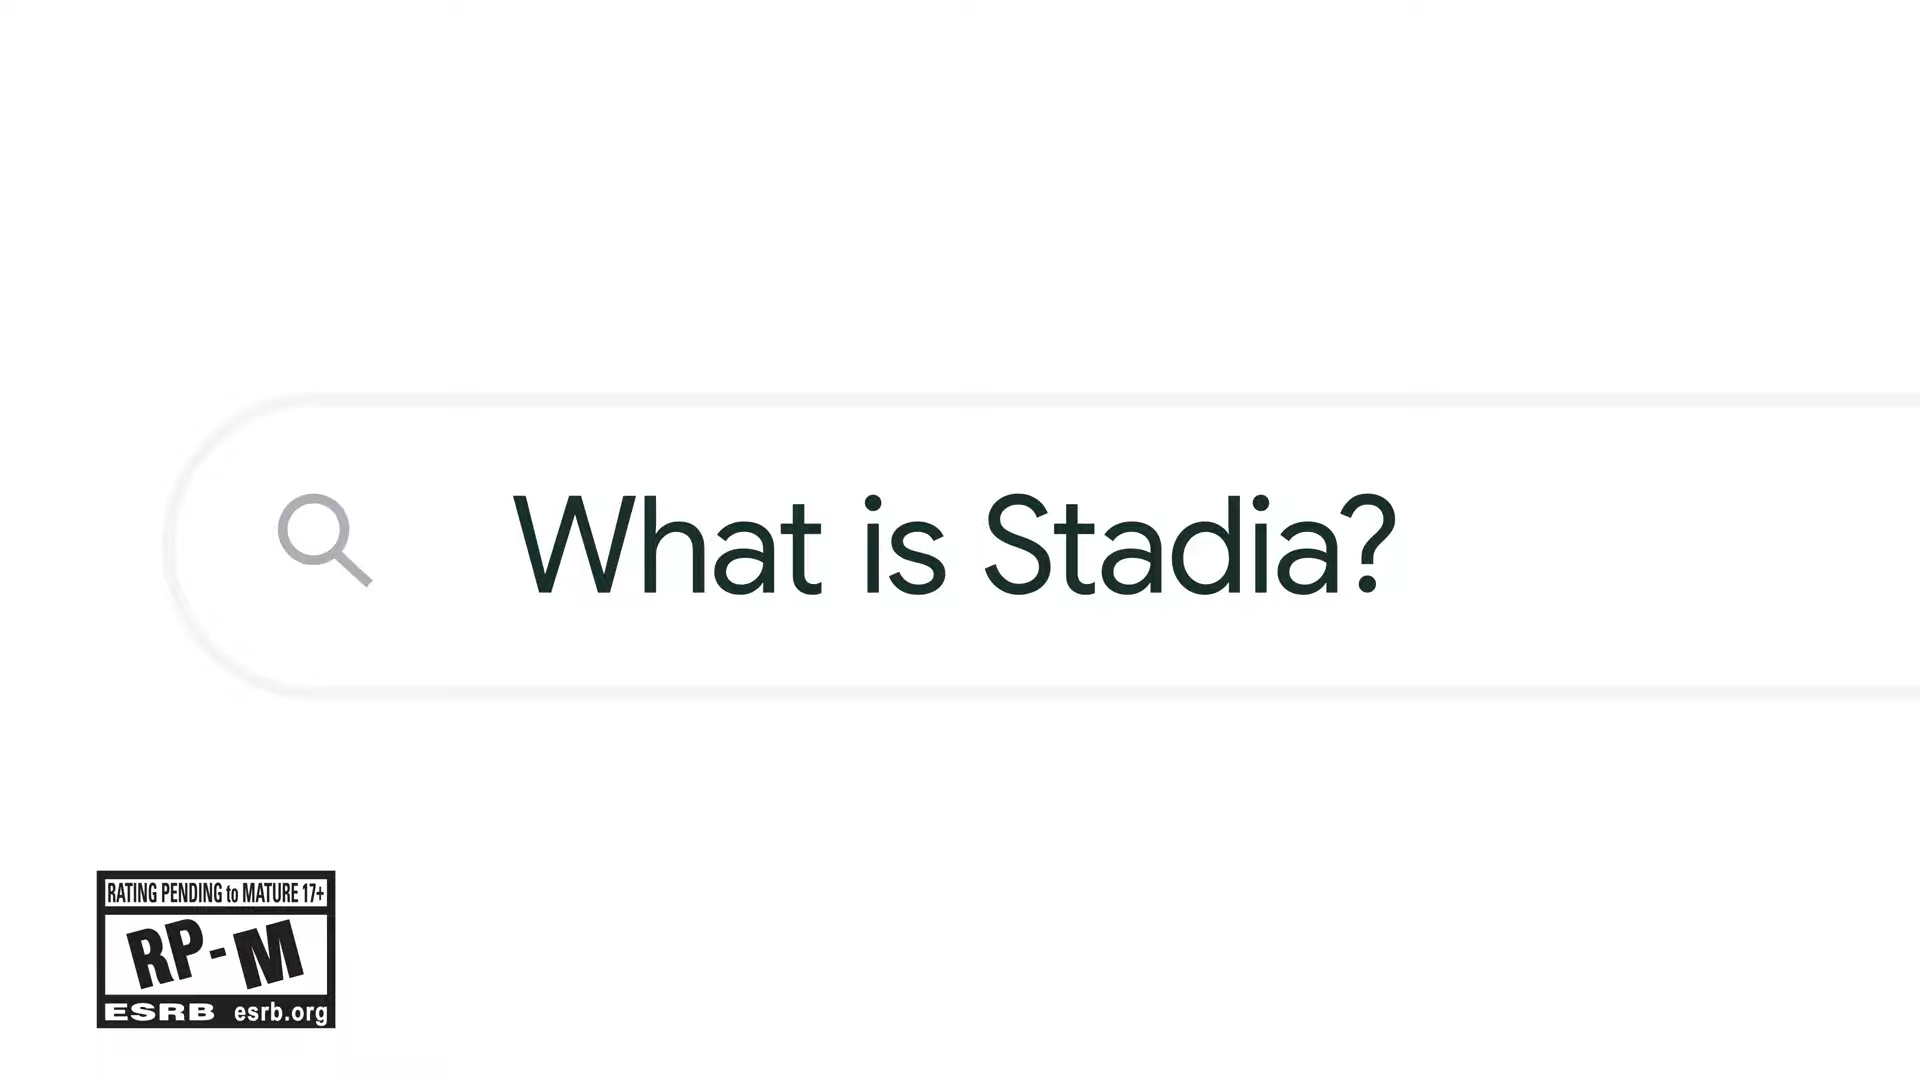 What is Stadia?
RATING PENDING to MATURE 17+
RP-M
ESRB esrb.org